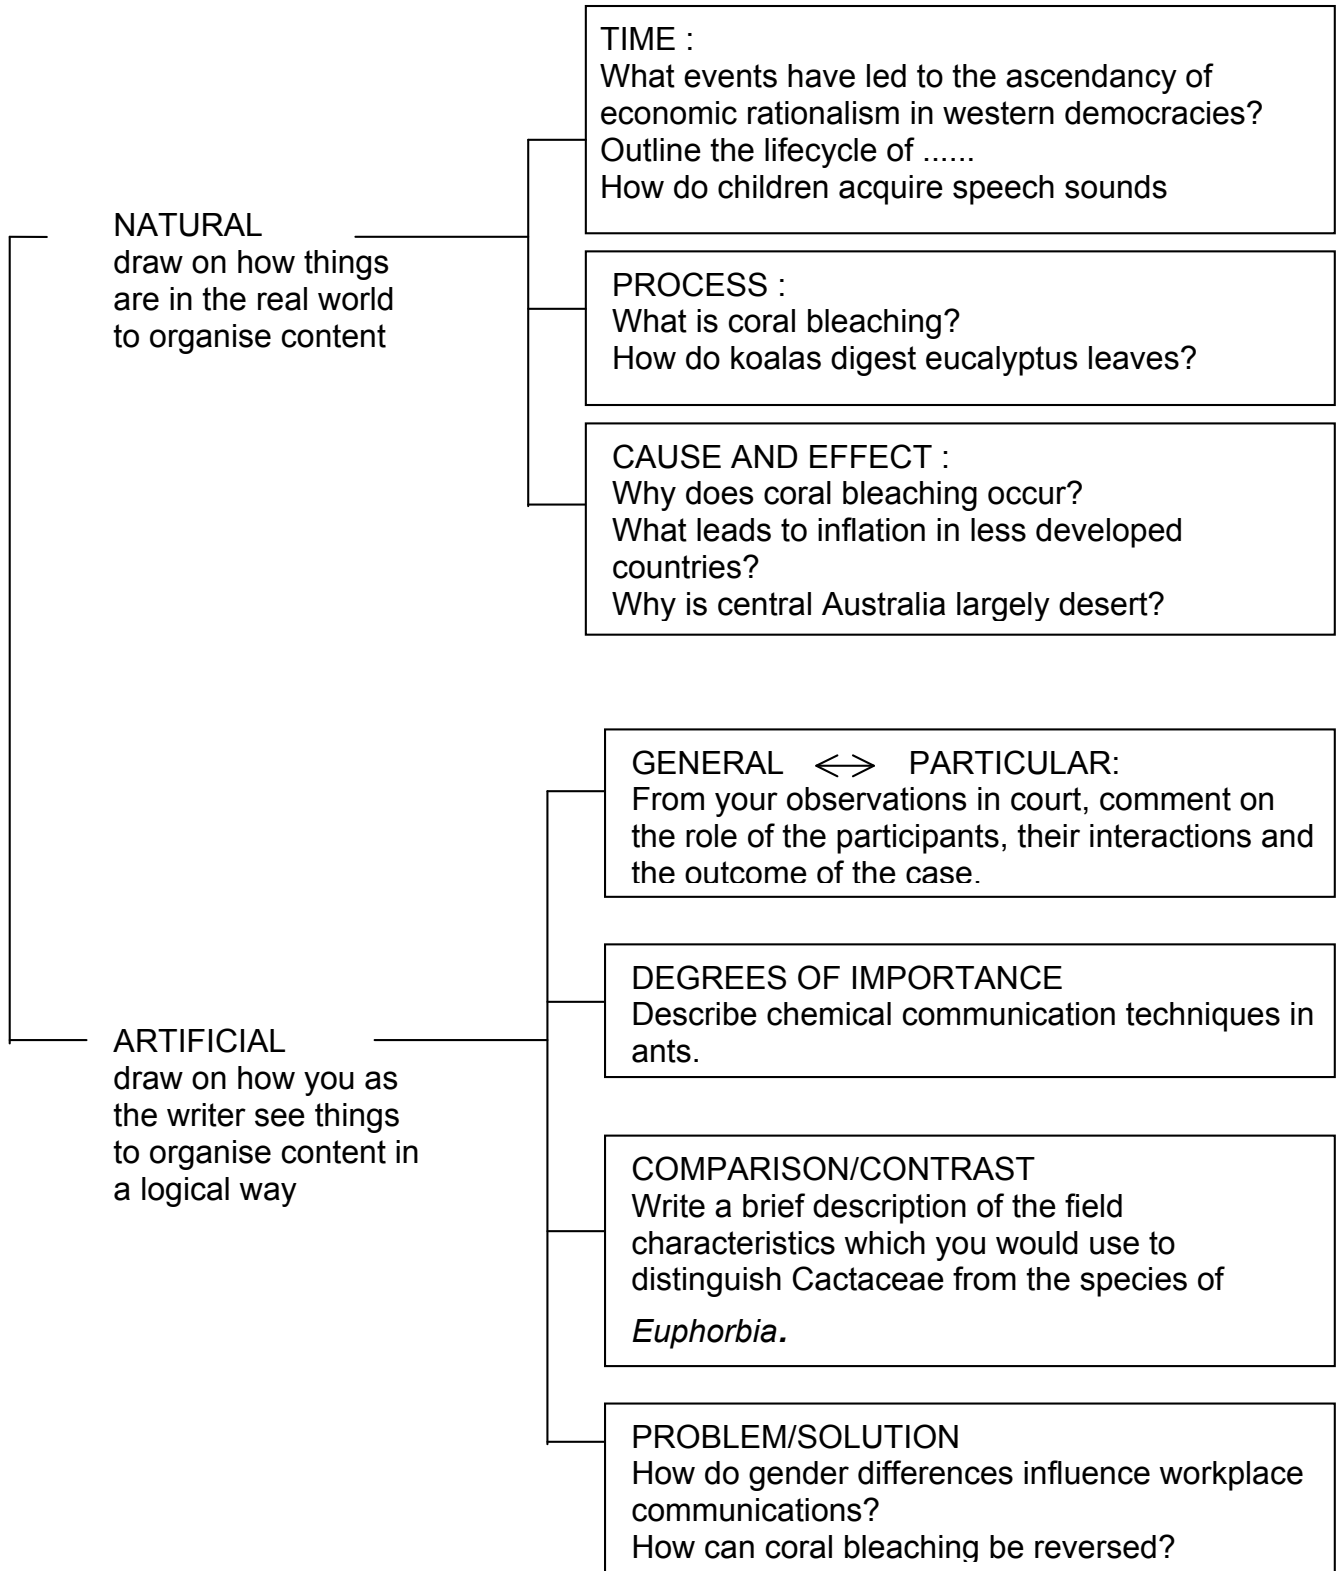 NATURAL
draw on how things
are in the real world
to organise content
TIME :
What events have led to the ascendancy of
economic rationalism in western democracies?
Outline the lifecycle of ......
How do children acquire speech sounds
PROCESS :
What is coral bleaching?
How do koalas digest eucalyptus leaves?
CAUSE AND EFFECT :
Why does coral bleaching occur?
What leads to inflation in less developed
countries?
Why is central Australia largely desert?
ARTIFICIAL
draw on how you as
the writer see things
to organise content in
a logical way
GENERAL <-> PARTICULAR:
From your observations in court, comment on
the role of the participants, their interactions and
the outcome of the case.
DEGREES OF IMPORTANCE
Describe chemical communication techniques in
ants.
COMPARISON/CONTRAST
Write a brief description of the field
characteristics which you would use to
distinguish Cactaceae from the species of
Euphorbia.
PROBLEM/SOLUTION
How do gender differences influence workplace
communications?
How can coral bleaching be reversed?